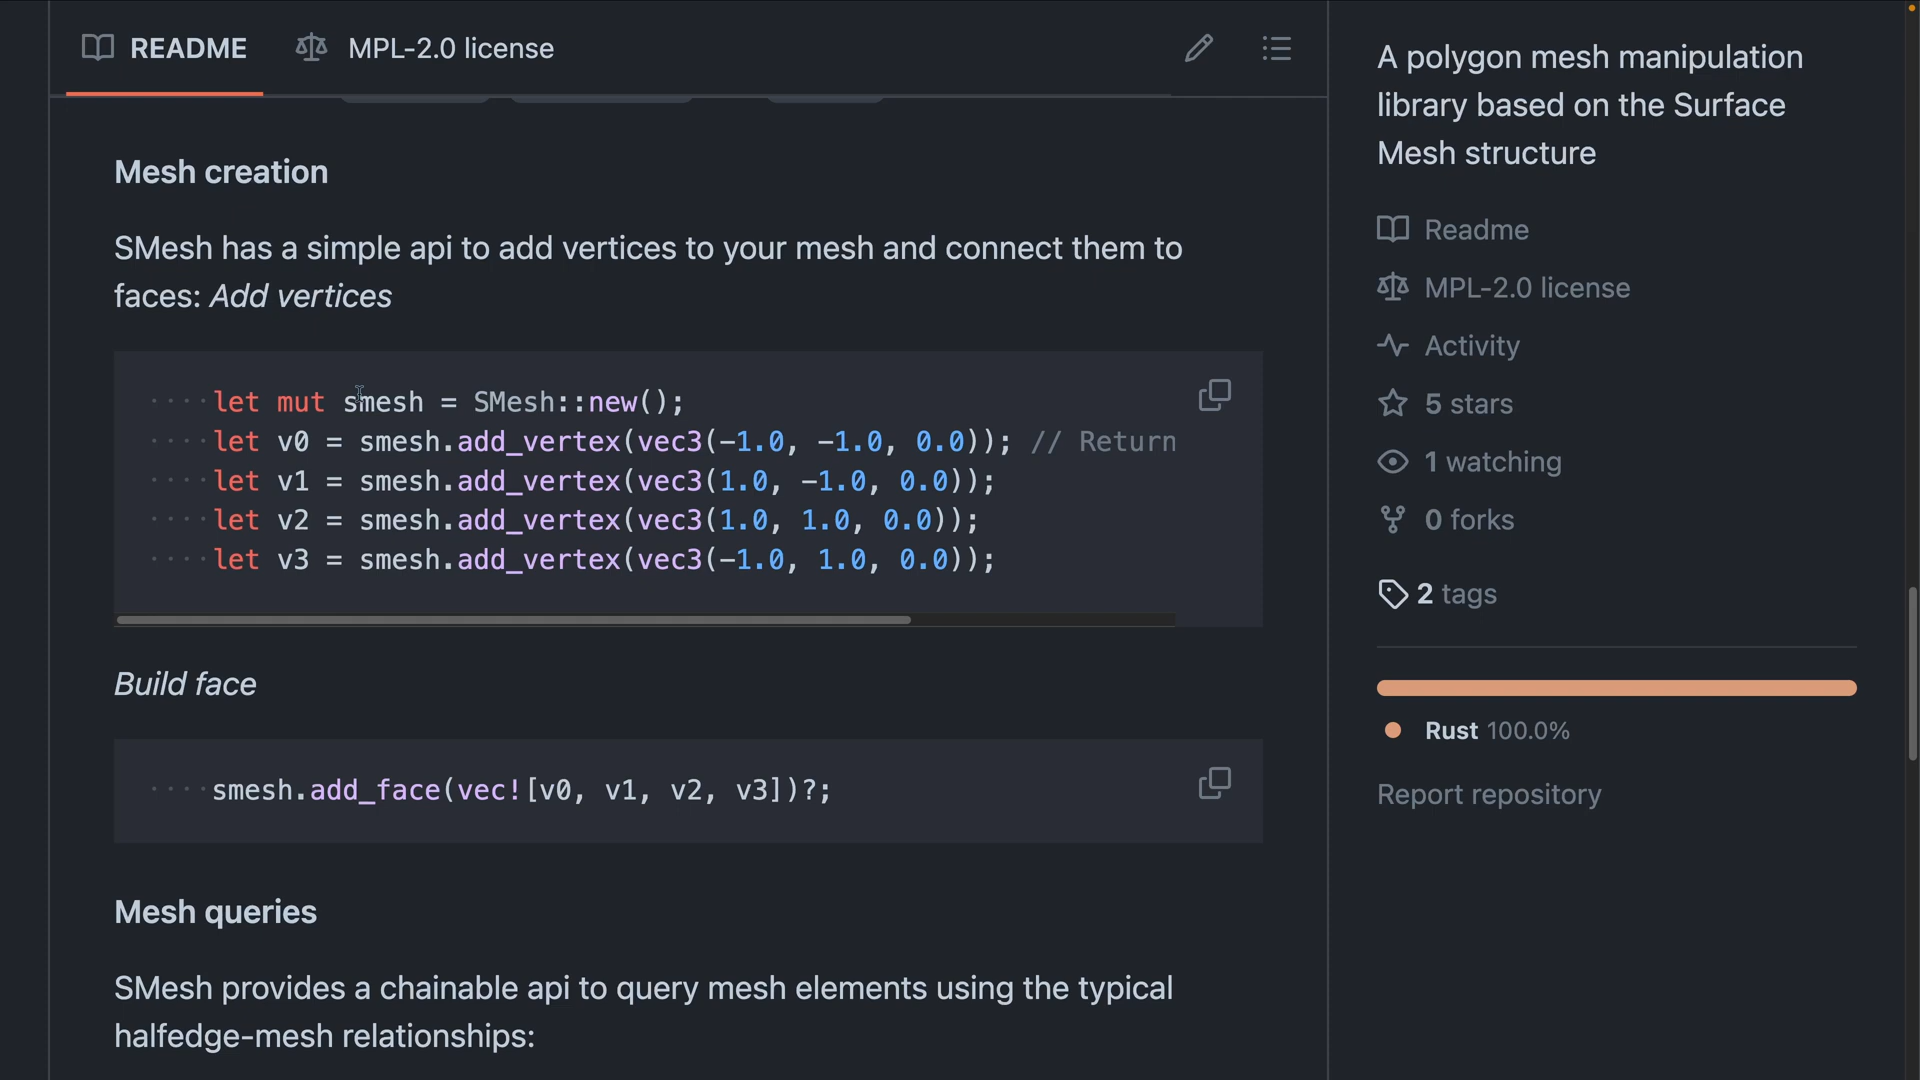 README
MPL-2.0 license
Mesh creation
SMesh has a simple api to add vertices to your mesh and connect them to
faces: Add vertices
let mut smesh = SMesh::new();
let v0 = smesh.add_vertex(vec3(-1.0, -1.0, 0.0)); // Return
let v1 = smesh.add_vertex(vec3(1.0, -1.0, 0.0));
let v2 = smesh.add_vertex(vec3(1.0, 1.0, 0.0));
let v3 = smesh.add_vertex(vec3(-1.0, 1.0, 0.0));
Build face
smesh.add_face(vec![v0, v1, v2, v3])?;
Mesh queries
SMesh provides a chainable api to query mesh elements using the typical
halfedge-mesh relationships:
A polygon mesh manipulation
library based on the Surface
Mesh structure
Readme
MPL-2.0 license
Activity
5 stars
1 watching
0 forks
2 tags
Rust 100.0%
Report repository